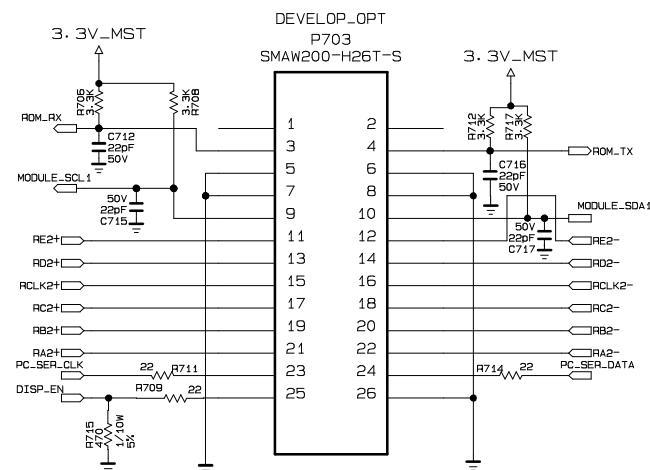 DEVELOP_OPT
P703
SMAW200-H26T-S
3.3V_MST
3.3V_MST
R706
3.3K
R708
3.3K
R712
3.3K
R717
3.3K
ROM_RX
C712
22pF
50V
MODULE_SCL1
50V
22pF
C715
C716
22pF
50V
ROM_TX
MODULE_SDA1
50V
22pF
C717
1 2
3 4
5 6
7 8
9 10
RE2+ 11 12 RE2-
RD2+ 13 14 RD2-
RCLK2+ 15 16 RCLK2-
RC2+ 17 18 RC2-
RB2+ 19 20 RB2-
RA2+ 21 22 RA2-
PC_SER_CLK 22 R711 23 24 R714 22 PC_SER_DATA
DISP_EN R709 22 25 26
R715
470
1/10W
5%